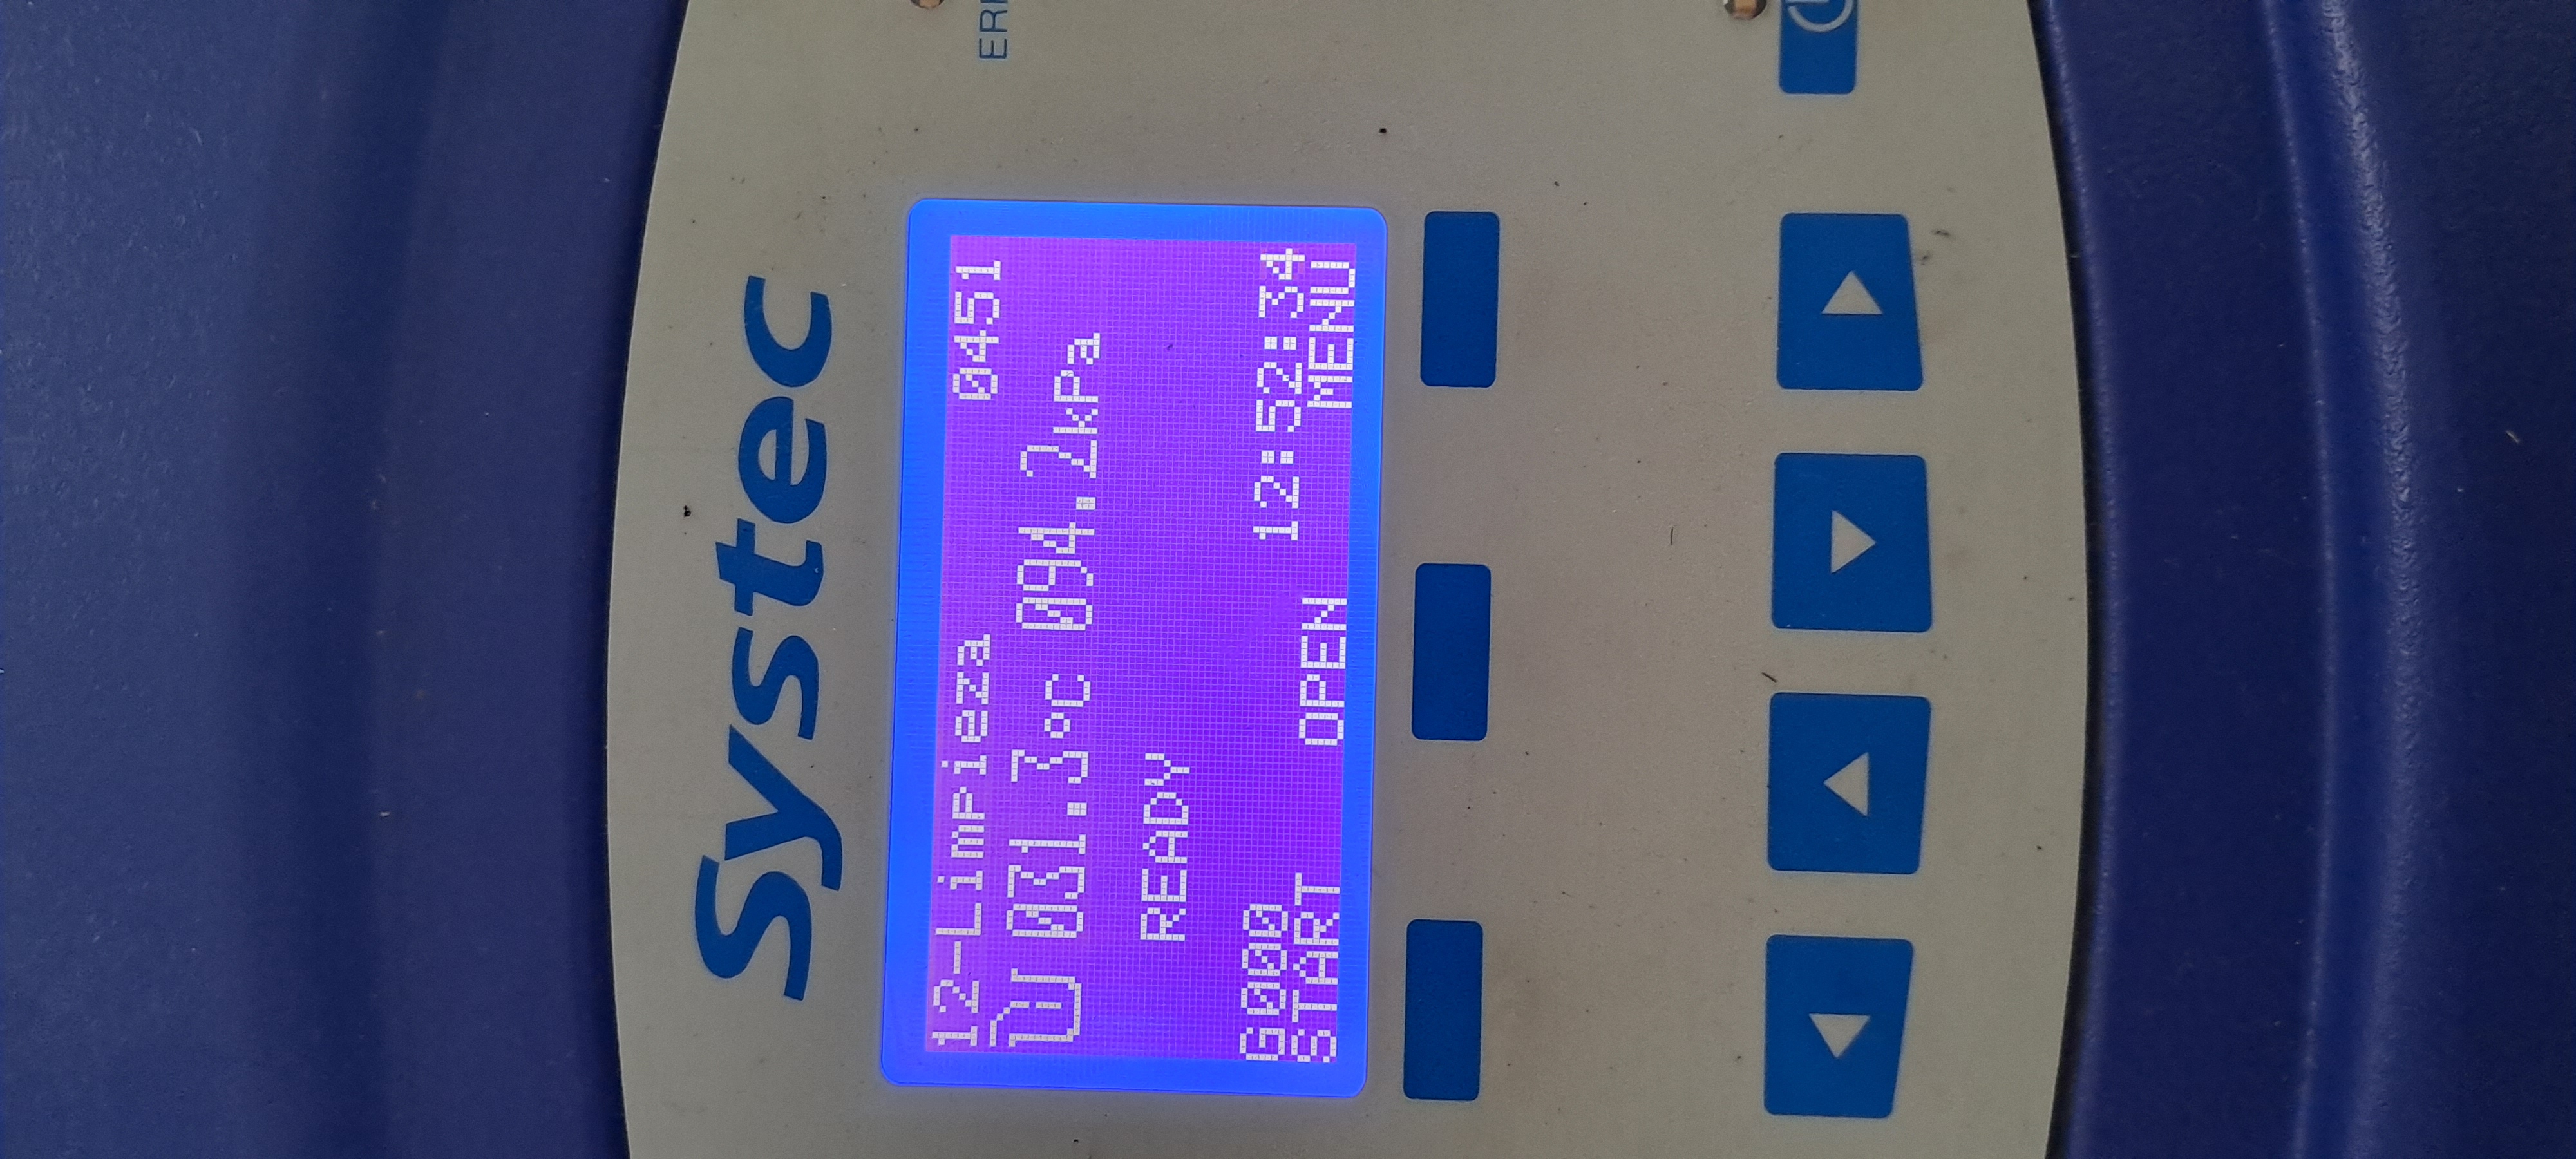 Systec
12-Limpieza 0451
031.3°C 094.2kPa
READY
G000 12:52:34
START OPEN MENU